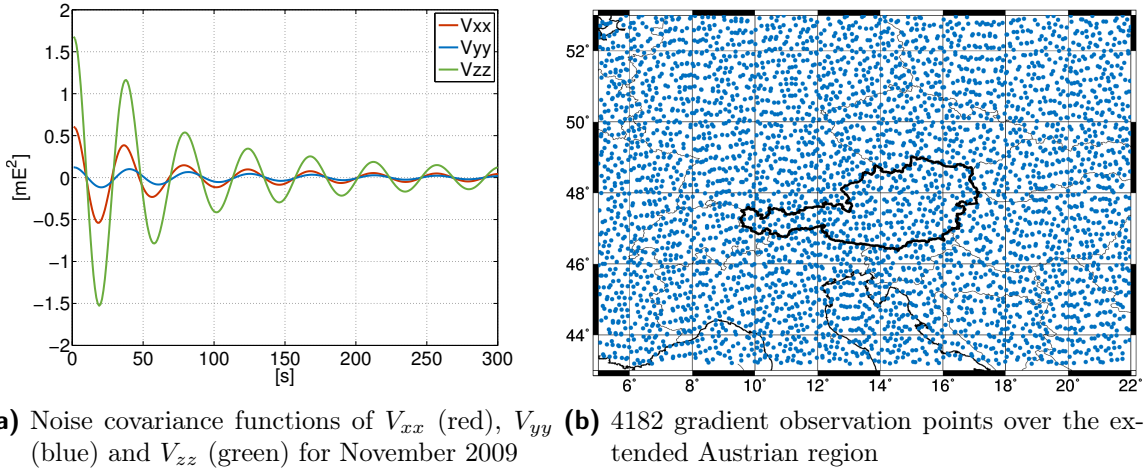 2
1.5
1
0.5
0
−0.5
−1
−1.5
−2
[mE²]
Vxx
Vyy
Vzz
0 50 100 150 200 250 300
[s]
52°
50°
48°
46°
44°
6° 8° 10° 12° 14° 16° 18° 20° 22°
a) Noise covariance functions of Vxx (red), Vyy
(blue) and Vzz (green) for November 2009
(b) 4182 gradient observation points over the ex-
tended Austrian region